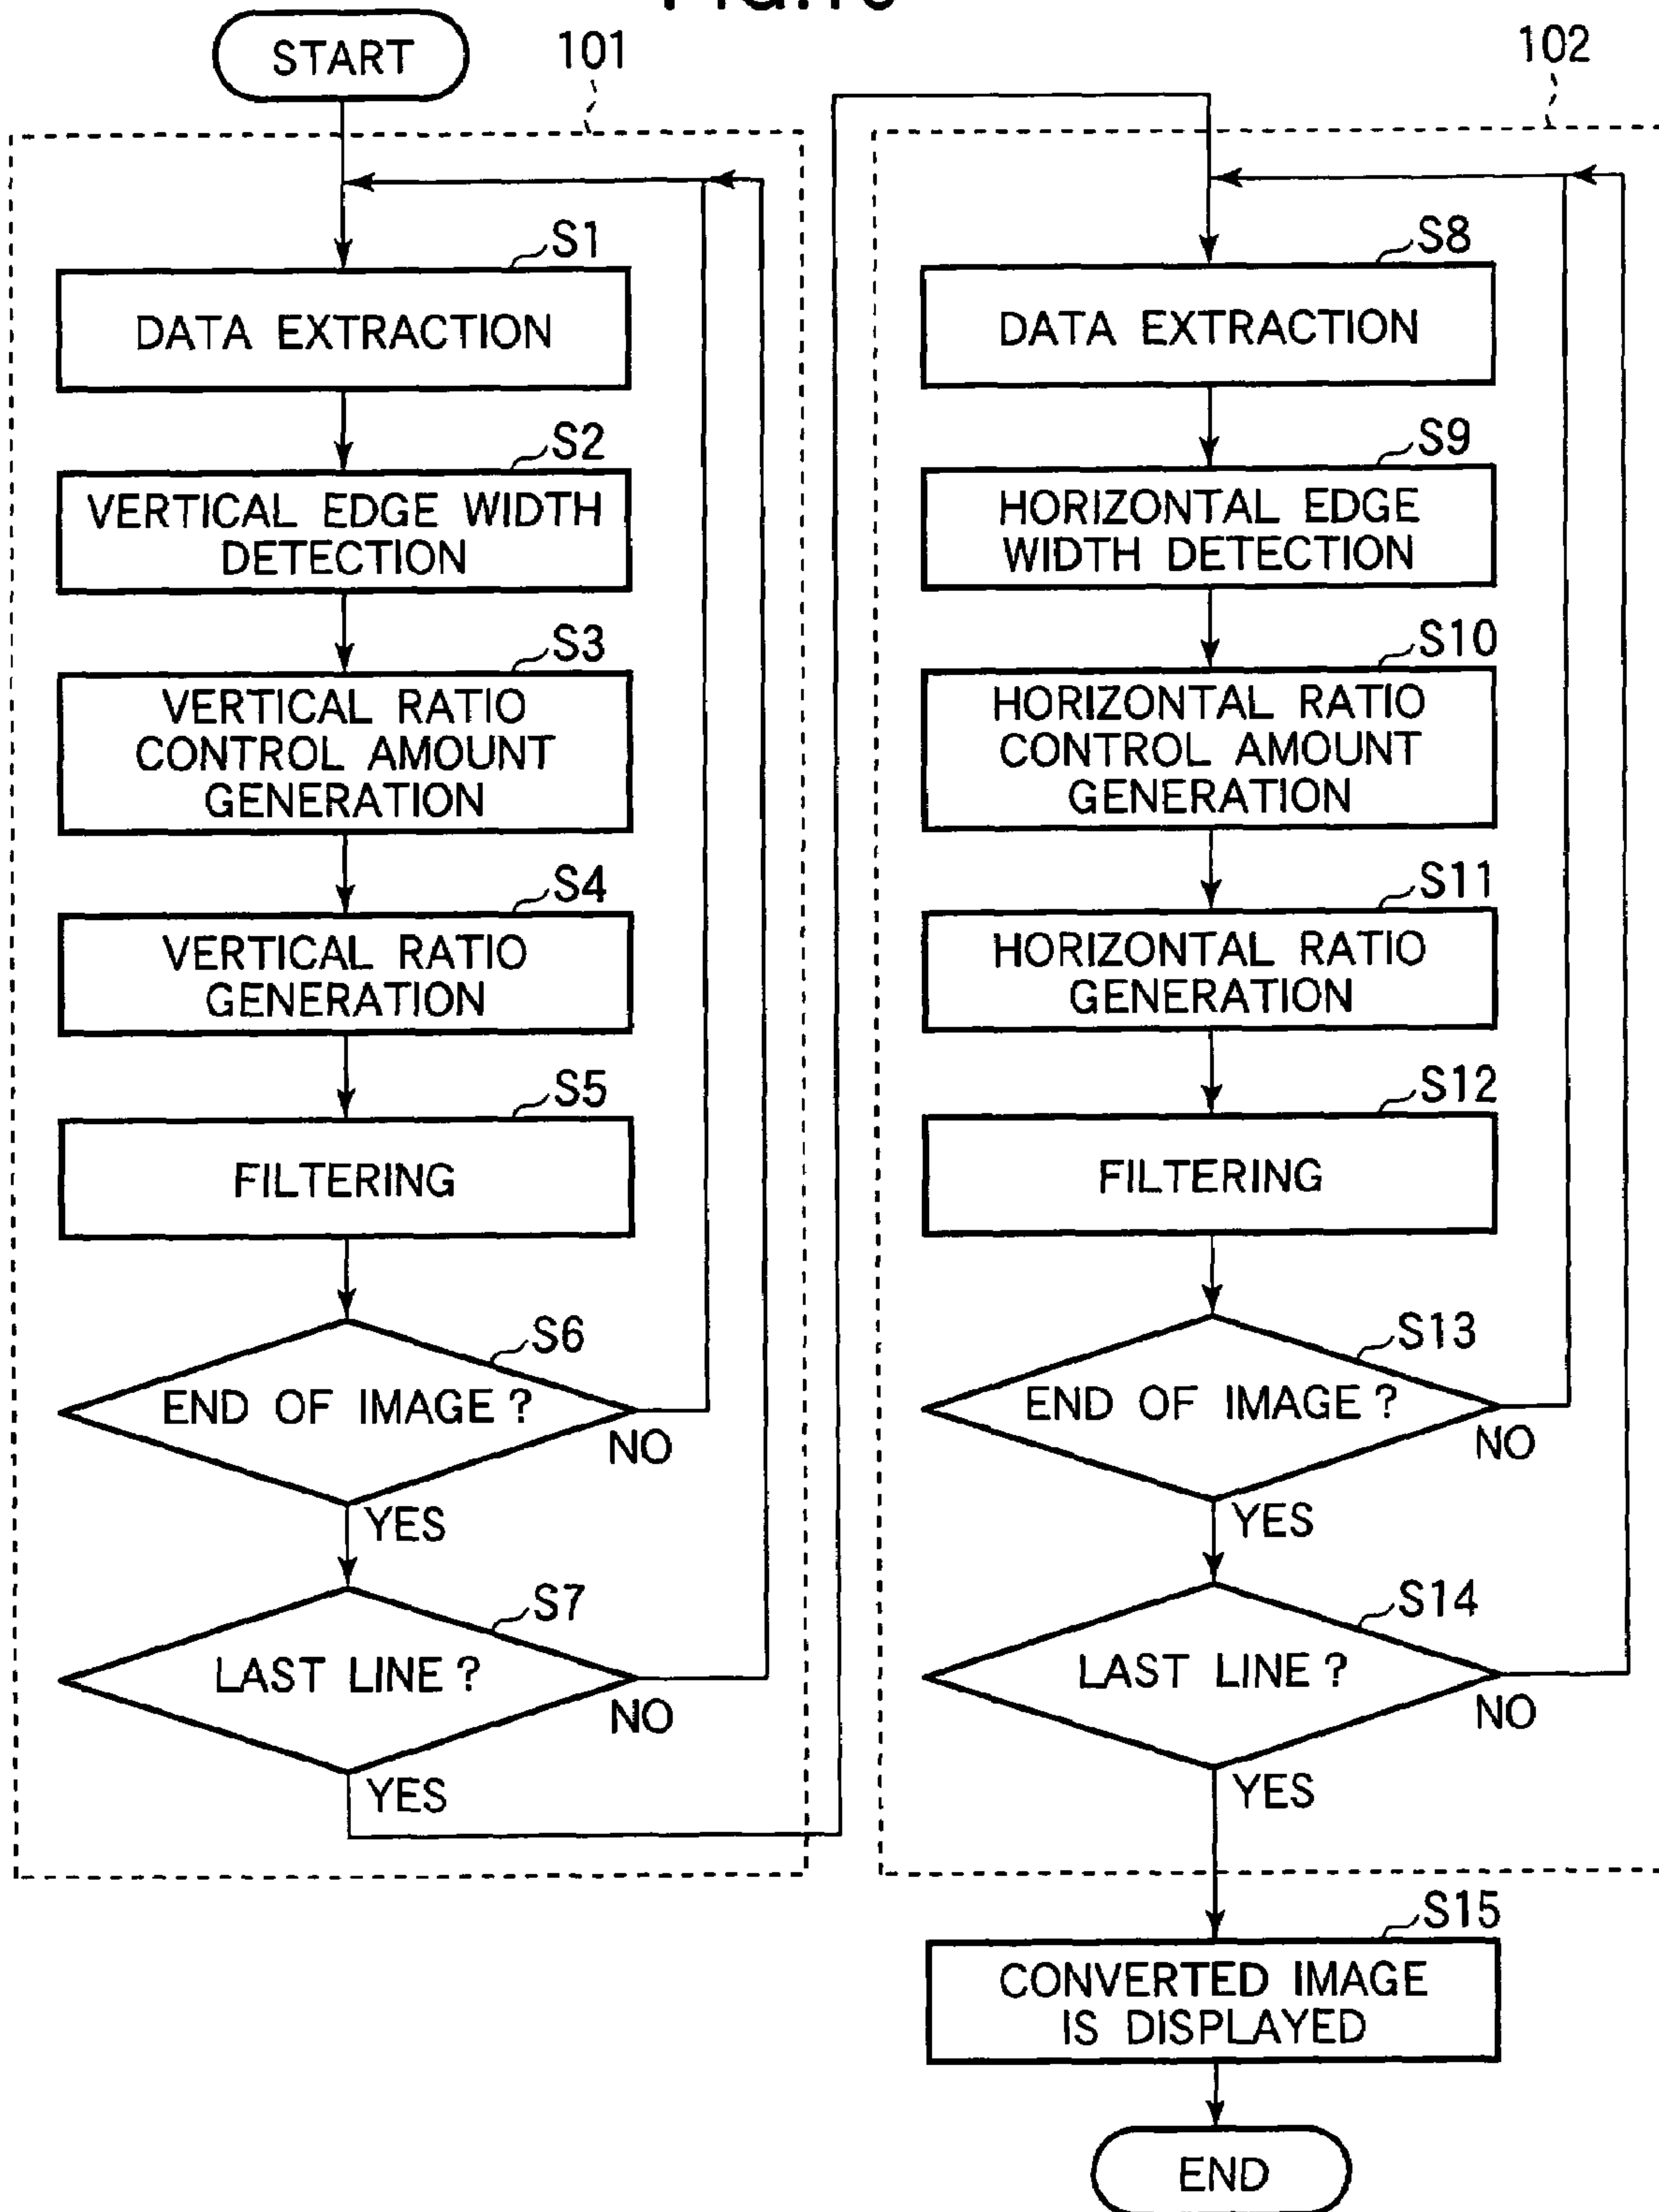 START
101
S1
DATA EXTRACTION
S2
VERTICAL EDGE WIDTH
DETECTION
S3
VERTICAL RATIO
CONTROL AMOUNT
GENERATION
S4
VERTICAL RATIO
GENERATION
S5
FILTERING
S6
END OF IMAGE?
NO
YES
S7
LAST LINE?
NO
YES
102
S8
DATA EXTRACTION
S9
HORIZONTAL EDGE
WIDTH DETECTION
S10
HORIZONTAL RATIO
CONTROL AMOUNT
GENERATION
S11
HORIZONTAL RATIO
GENERATION
S12
FILTERING
S13
END OF IMAGE?
NO
YES
S14
LAST LINE?
NO
YES
S15
CONVERTED IMAGE
IS DISPLAYED
END